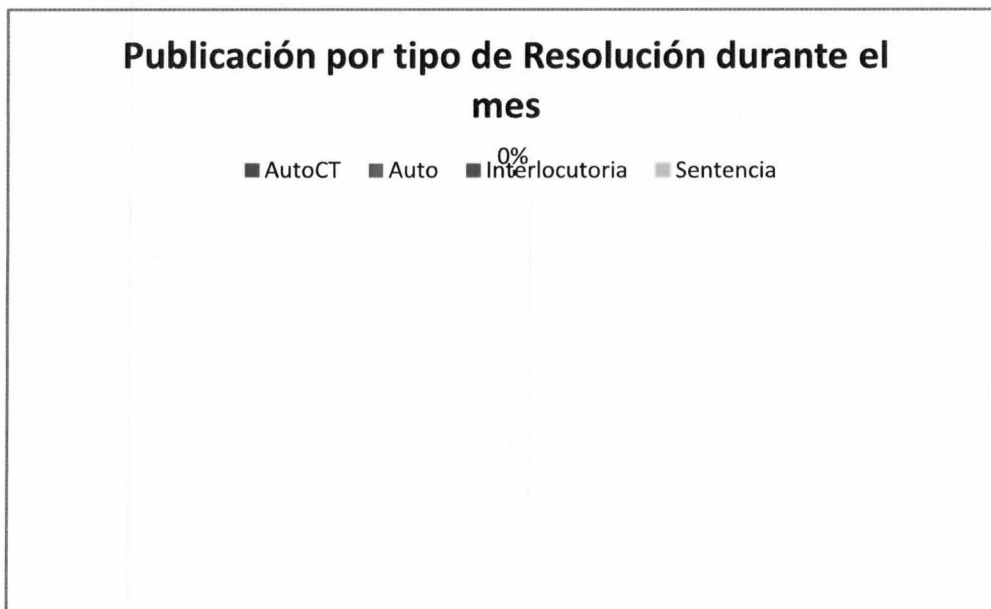 Publicación por tipo de Resolución durante el
mes
0%
AutoCT Auto Interlocutoria Sentencia